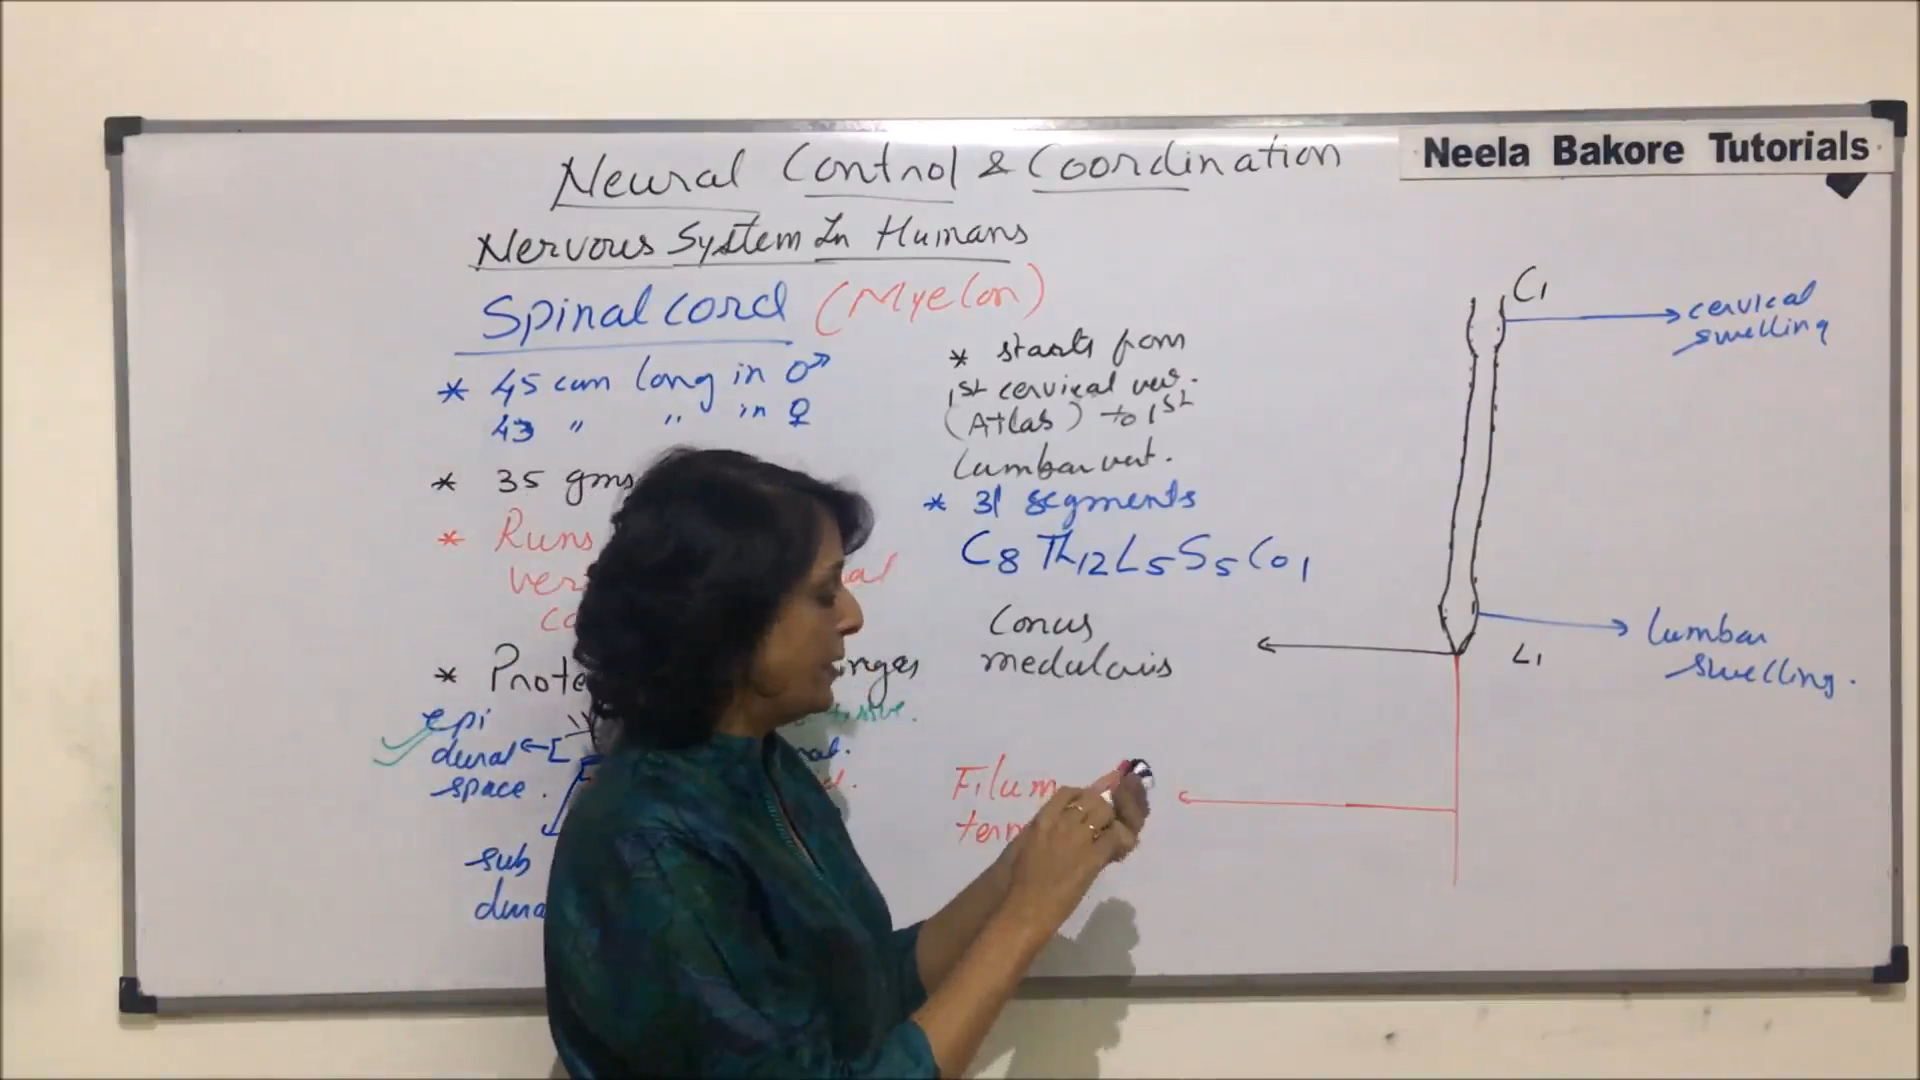 Neela Bakore Tutorials
Neural Control & Coordination
Nervous System In Humans
Spinal cord (Myelon)
* 45 cm long in ♂
43 " " in ♀
* 35 gms
* Runs
* starts from
1st cervical ver.
(Atlas) to 1st
Lumbar vert.
* 31 segments
C8 Th12 L5 S5 Co1
Conus
medularis
Filum
epi
dural
space.
sub
C1
cervical
swelling
L1
lumbar
swelling.